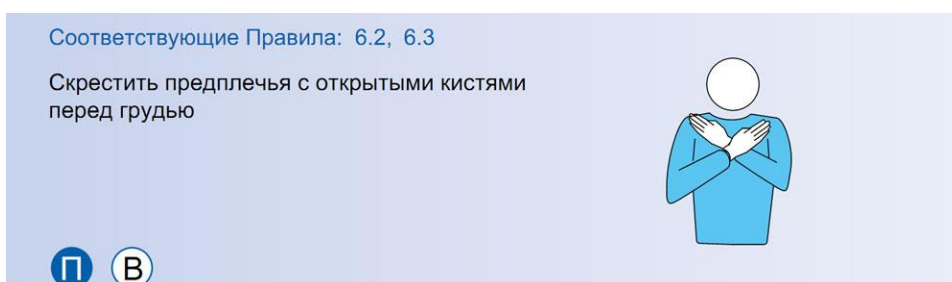 Соответствующие Правила: 6.2, 6.3
Скрестить предплечья с открытыми кистями
перед грудью
П В